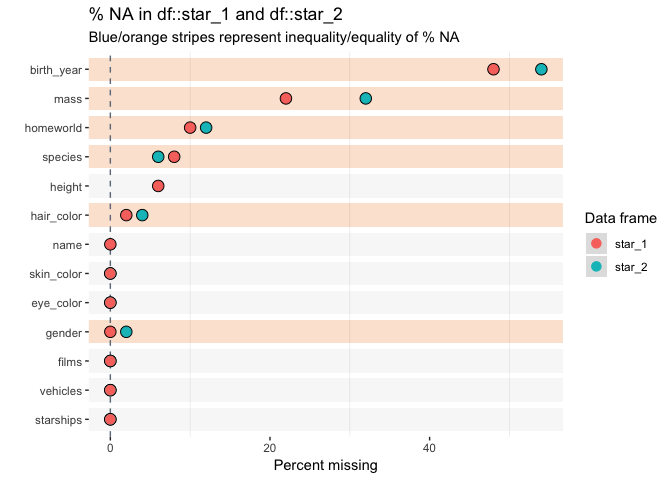 % NA in df::star_1 and df::star_2
Blue/orange stripes represent inequality/equality of % NA
birth_year
mass
homeworld
species
height
hair_color
name
skin_color
eye_color
gender
films
vehicles
starships
0
20
40
Percent missing
Data frame
star_1
star_2